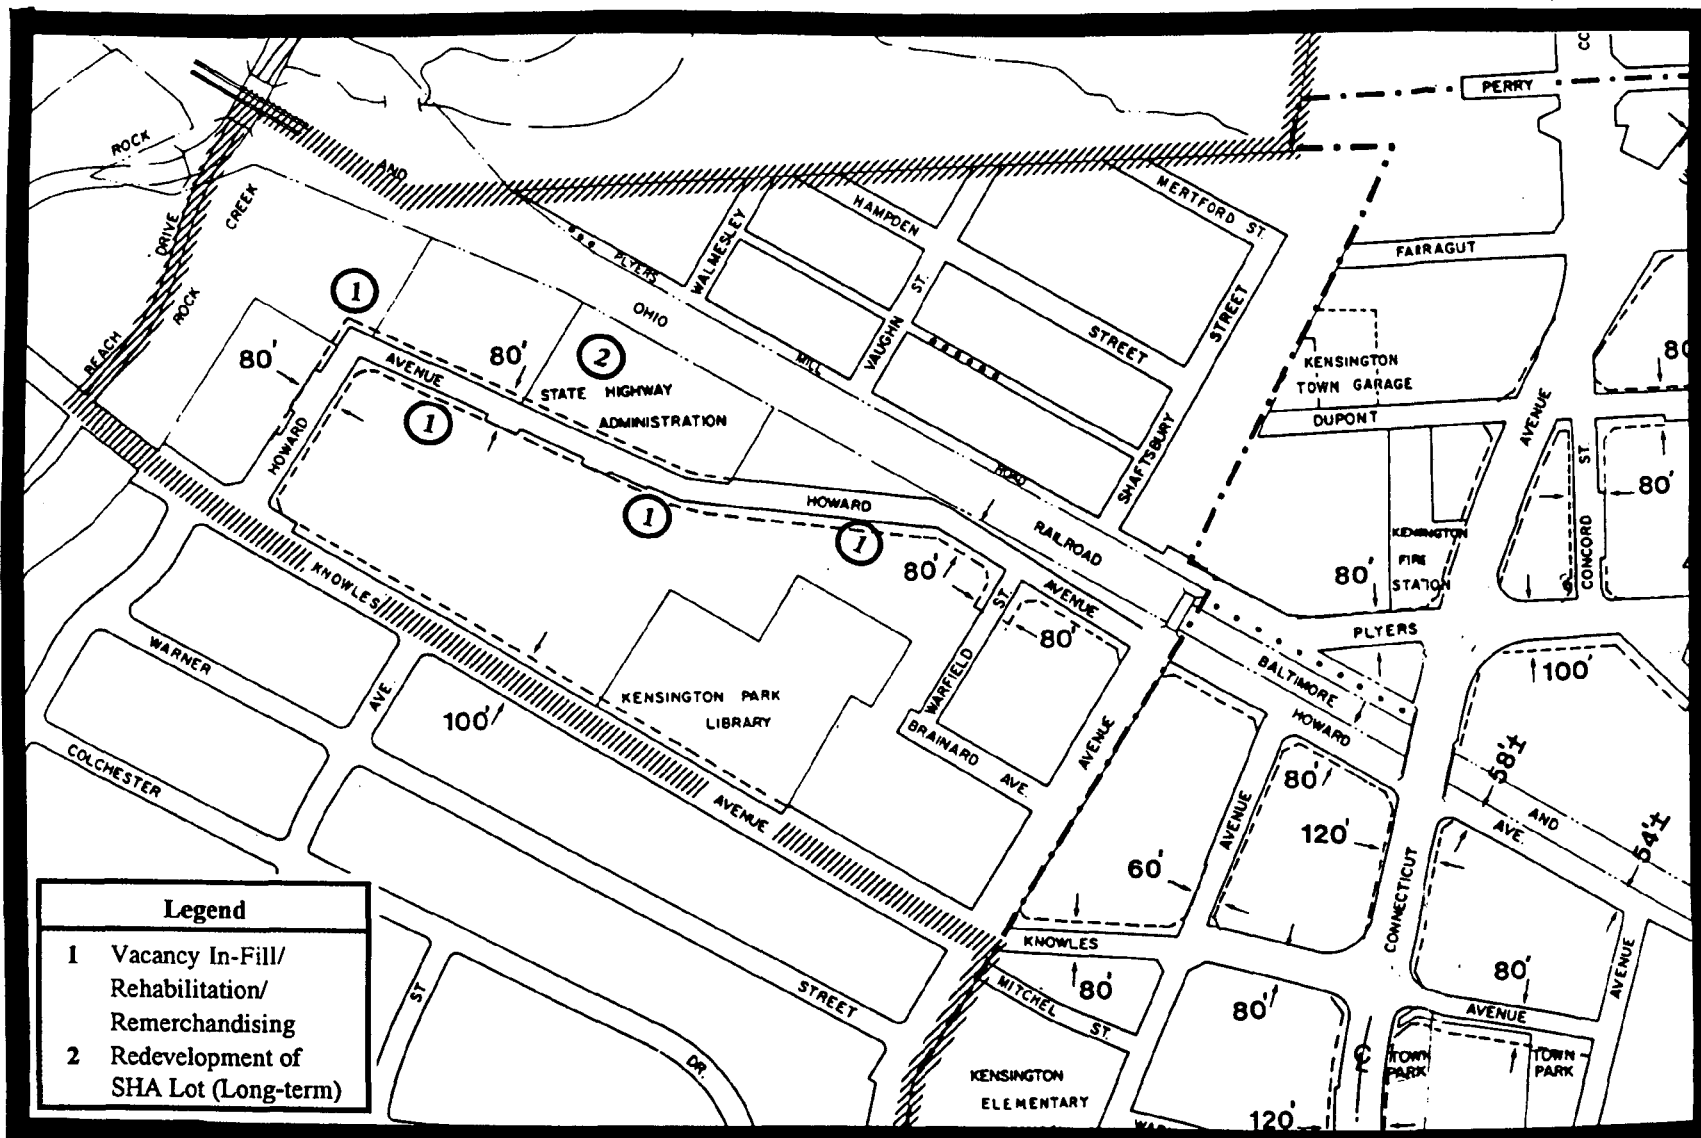 CC
PERRY
ROCK
AND
MERTFORD ST.
HAMPDEN
CREEK
DRIVE
WALMESLEY
FARRAGUT
PLYERS
ST.
ROCK
OHIO
STREET
1
VAUGHN
STREET
80'
80'
2
MILL
KENSINGTON
TOWN GARAGE
80
BEACH
AVENUE
STATE HIGHWAY
ADMINISTRATION
DUPONT
AVENUE
1
HOWARD
SHAFTSBURY
ST.
80'
ROAD
HOWARD
1
RAILROAD
1
KENSINGTON
FIRE
STATION
CONCORD
80'
80'
4
KNOWLES
AVENUE
ST.
80'
PLYERS
WARNER
WARFIELD
BALTIMORE
100'
AVE.
KENSINGTON PARK
LIBRARY
100'
BRAINARD AVE.
AVENUE
HOWARD
COLCHESTER
58'±
80'
AVENUE
AVENUE
120'
AND
AVE.
54'±
60'
CONNECTICUT
KNOWLES
80'
AVENUE
MITCHEL ST.
80'
80'
AVENUE
STREET
ST
DR.
TOWN
PARK
TOWN
PARK
KENSINGTON
ELEMENTARY
120'
Legend
1 Vacancy In-Fill/
Rehabilitation/
Remerchandising
2 Redevelopment of
SHA Lot (Long-term)